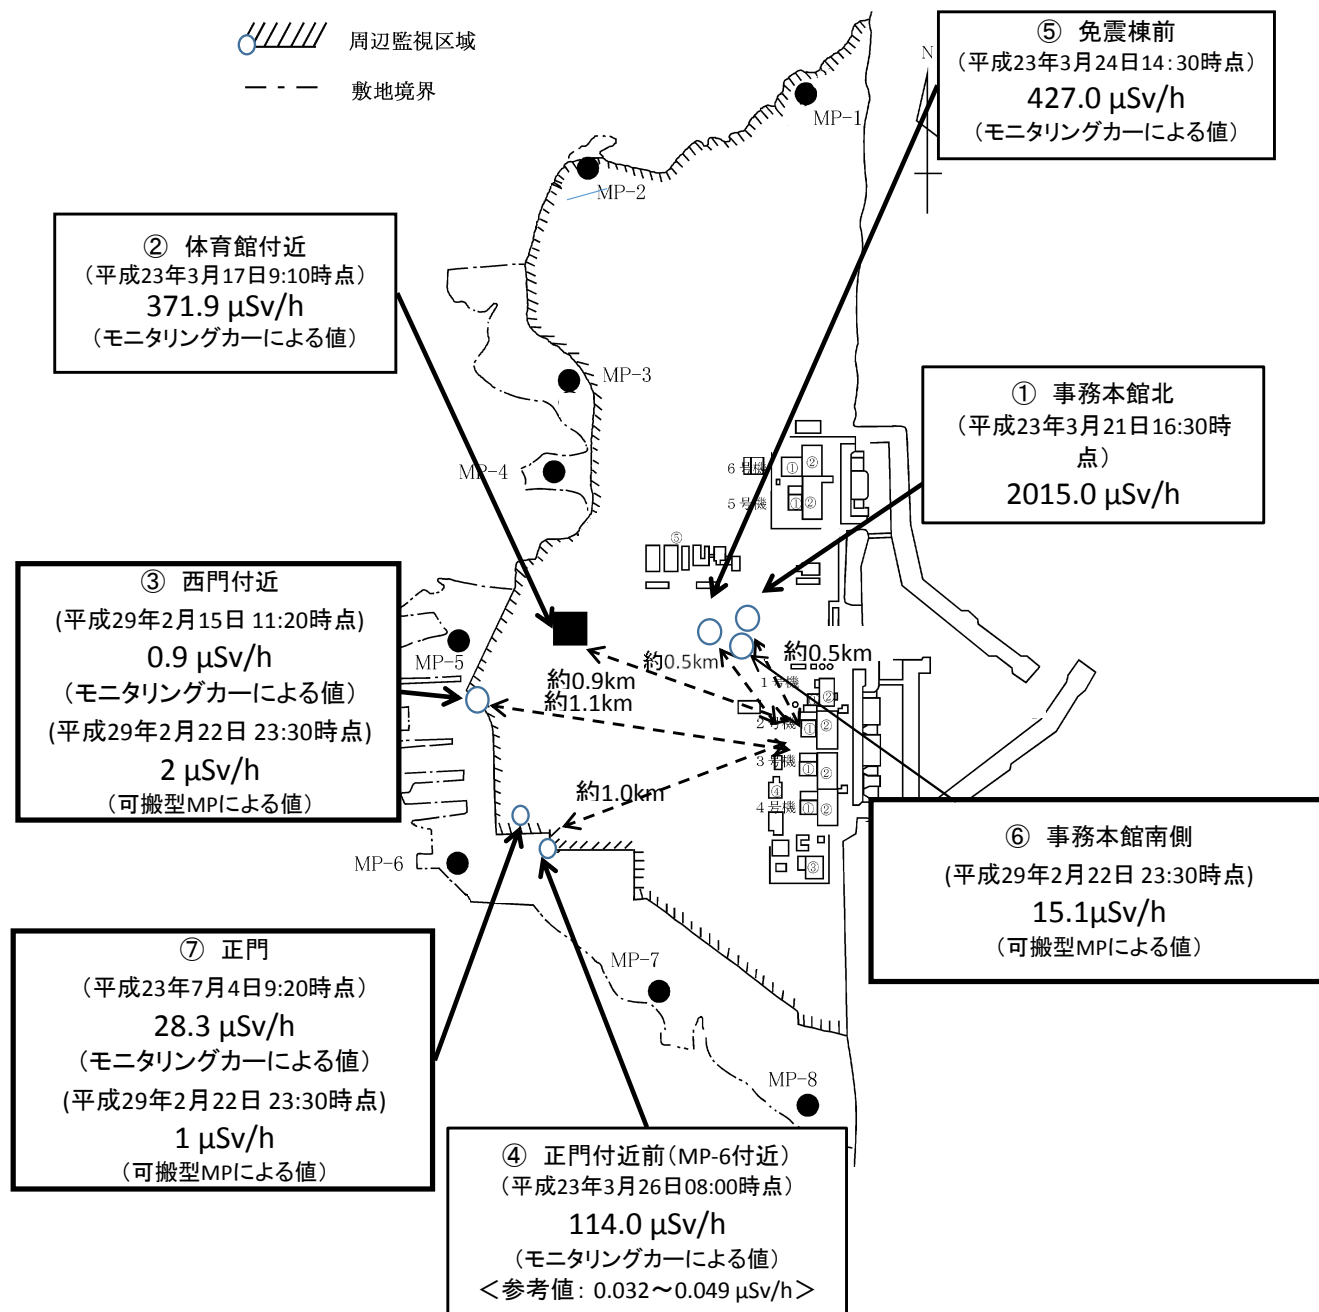 周辺監視区域
敷地境界
⑤ 免震棟前
（平成23年3月24日14：30時点）
427.0 μSv/h
（モニタリングカーによる値）
N
MP-1
MP-2
② 体育館付近
（平成23年3月17日9:10時点）
371.9 μSv/h
（モニタリングカーによる値）
MP-3
① 事務本館北
（平成23年3月21日16:30時
点）
2015.0 μSv/h
MP-4
6号機
①
②
5号機
①
②
⑤
③ 西門付近
(平成29年2月15日 11:20時点)
0.9 μSv/h
（モニタリングカーによる値）
(平成29年2月22日 23:30時点)
2 μSv/h
（可搬型MPによる値）
MP-5
約0.5km
約0.5km
約0.9km
約1.1km
1号機
②
2号機
①
②
3号機
①
②
④
4号機
①
②
③
約1.0km
MP-6
⑥ 事務本館南側
(平成29年2月22日 23:30時点)
15.1μSv/h
（可搬型MPによる値）
⑦ 正門
（平成23年7月4日9:20時点）
28.3 μSv/h
（モニタリングカーによる値）
(平成29年2月22日 23:30時点)
1 μSv/h
（可搬型MPによる値）
MP-7
MP-8
④ 正門付近前（MP-6付近）
（平成23年3月26日08:00時点）
114.0 μSv/h
（モニタリングカーによる値）
＜参考値： 0.032～0.049 μSv/h＞